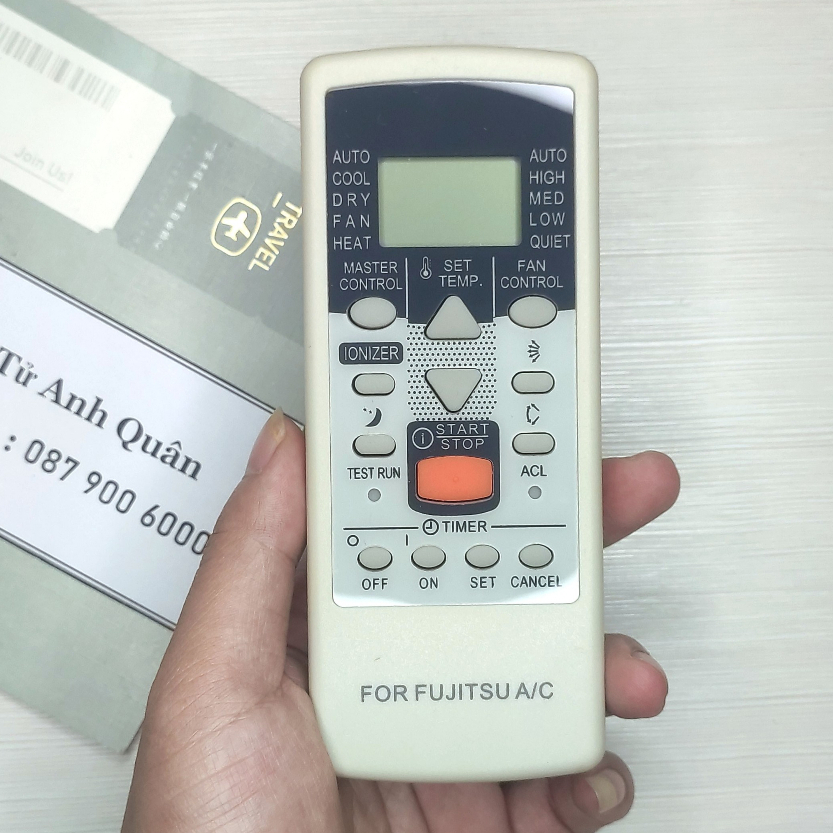 Join Us!
TRAVEL
Tử Anh Quân
: 087 900 6000
AUTO
COOL
DRY
FAN
HEAT
AUTO
HIGH
MED
LOW
QUIET
MASTER
CONTROL
SET
TEMP.
FAN
CONTROL
IONIZER
START
STOP
TEST RUN
ACL
TIMER
OFF
ON
SET
CANCEL
FOR FUJITSU A/C